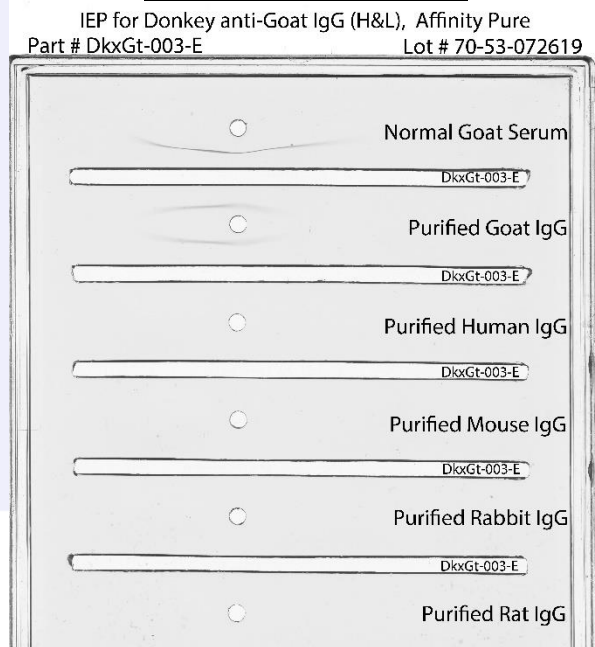 IEP for Donkey anti-Goat IgG (H&L), Affinity Pure
Part # DkxGt-003-E Lot # 70-53-072619
Normal Goat Serum
DkxGt-003-E
Purified Goat IgG
DkxGt-003-E
Purified Human IgG
DkxGt-003-E
Purified Mouse IgG
DkxGt-003-E
Purified Rabbit IgG
DkxGt-003-E
Purified Rat IgG